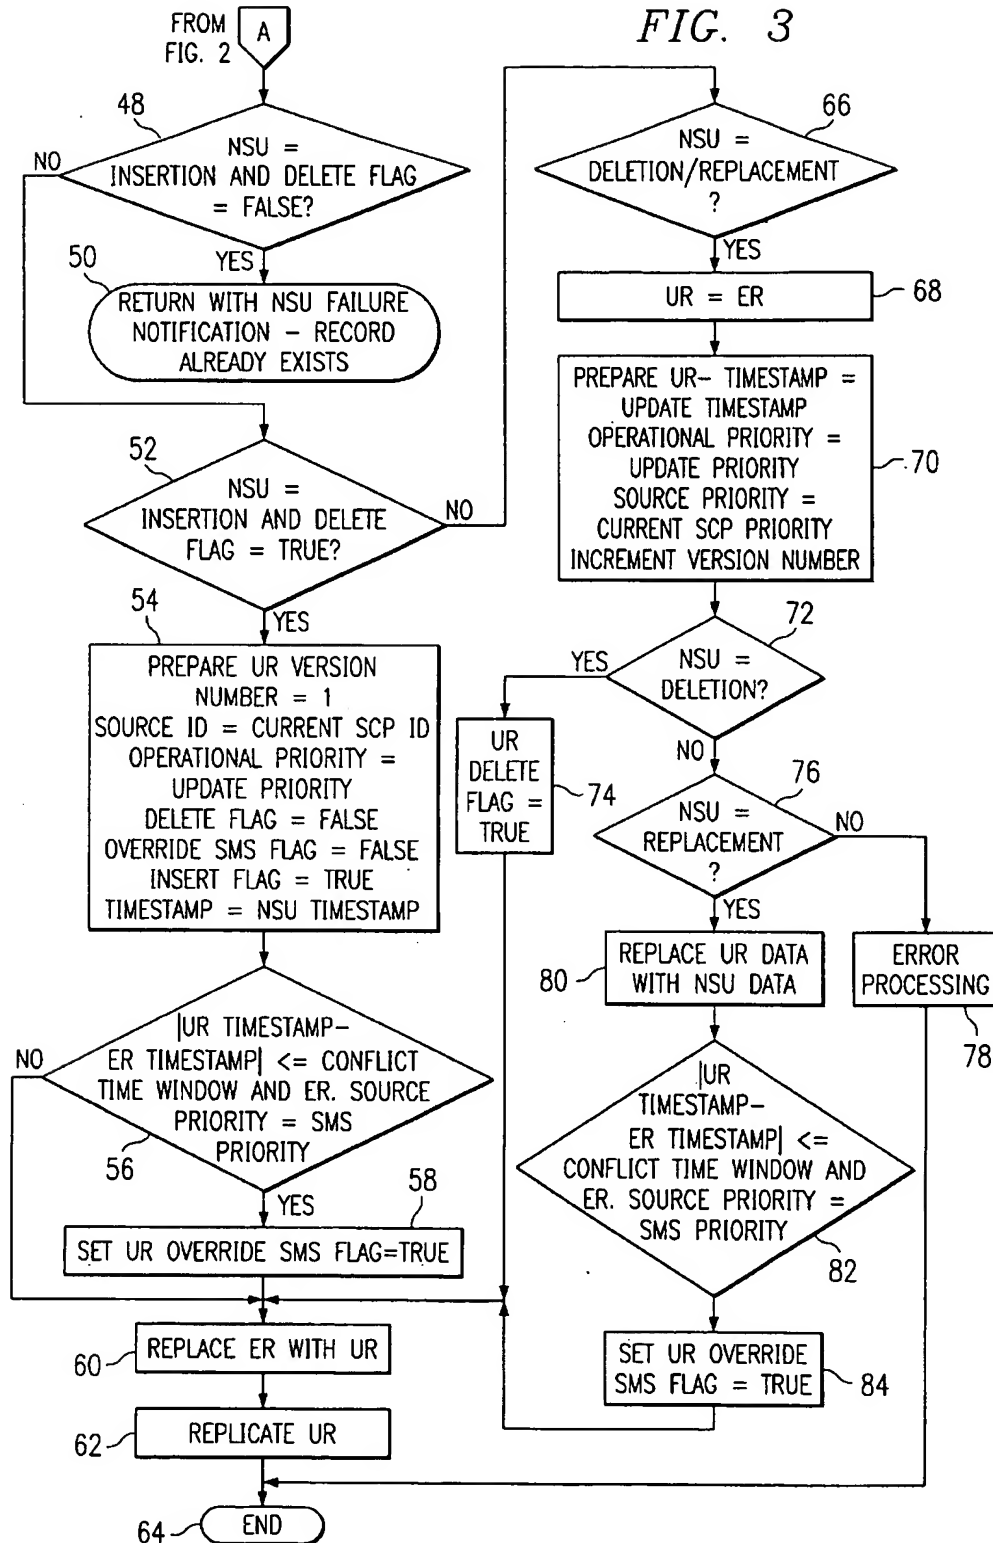 FROM
FIG. 2
A
FIG. 3
48
NSU =
INSERTION AND DELETE FLAG
= FALSE?
NO
YES
50
RETURN WITH NSU FAILURE
NOTIFICATION – RECORD
ALREADY EXISTS
52
NSU =
INSERTION AND DELETE
FLAG = TRUE?
NO
YES
54
PREPARE UR VERSION
NUMBER = 1
SOURCE ID = CURRENT SCP ID
OPERATIONAL PRIORITY =
UPDATE PRIORITY
DELETE FLAG = FALSE
OVERRIDE SMS FLAG = FALSE
INSERT FLAG = TRUE
TIMESTAMP = NSU TIMESTAMP
|UR TIMESTAMP–
ER TIMESTAMP| <= CONFLICT
TIME WINDOW AND ER. SOURCE
PRIORITY = SMS
PRIORITY
NO
56
YES
58
SET UR OVERRIDE SMS FLAG=TRUE
REPLACE ER WITH UR
60
REPLICATE UR
62
END
64
66
NSU =
DELETION/REPLACEMENT
?
YES
UR = ER
68
PREPARE UR– TIMESTAMP =
UPDATE TIMESTAMP
OPERATIONAL PRIORITY =
UPDATE PRIORITY
SOURCE PRIORITY =
CURRENT SCP PRIORITY
INCREMENT VERSION NUMBER
70
72
NSU =
DELETION?
YES
NO
UR
DELETE
FLAG =
TRUE
74
76
NSU =
REPLACEMENT
?
NO
YES
80
REPLACE UR DATA
WITH NSU DATA
ERROR
PROCESSING
78
|UR
TIMESTAMP–
ER TIMESTAMP| <=
CONFLICT TIME WINDOW AND
ER. SOURCE PRIORITY =
SMS PRIORITY
82
SET UR OVERRIDE
SMS FLAG = TRUE
84